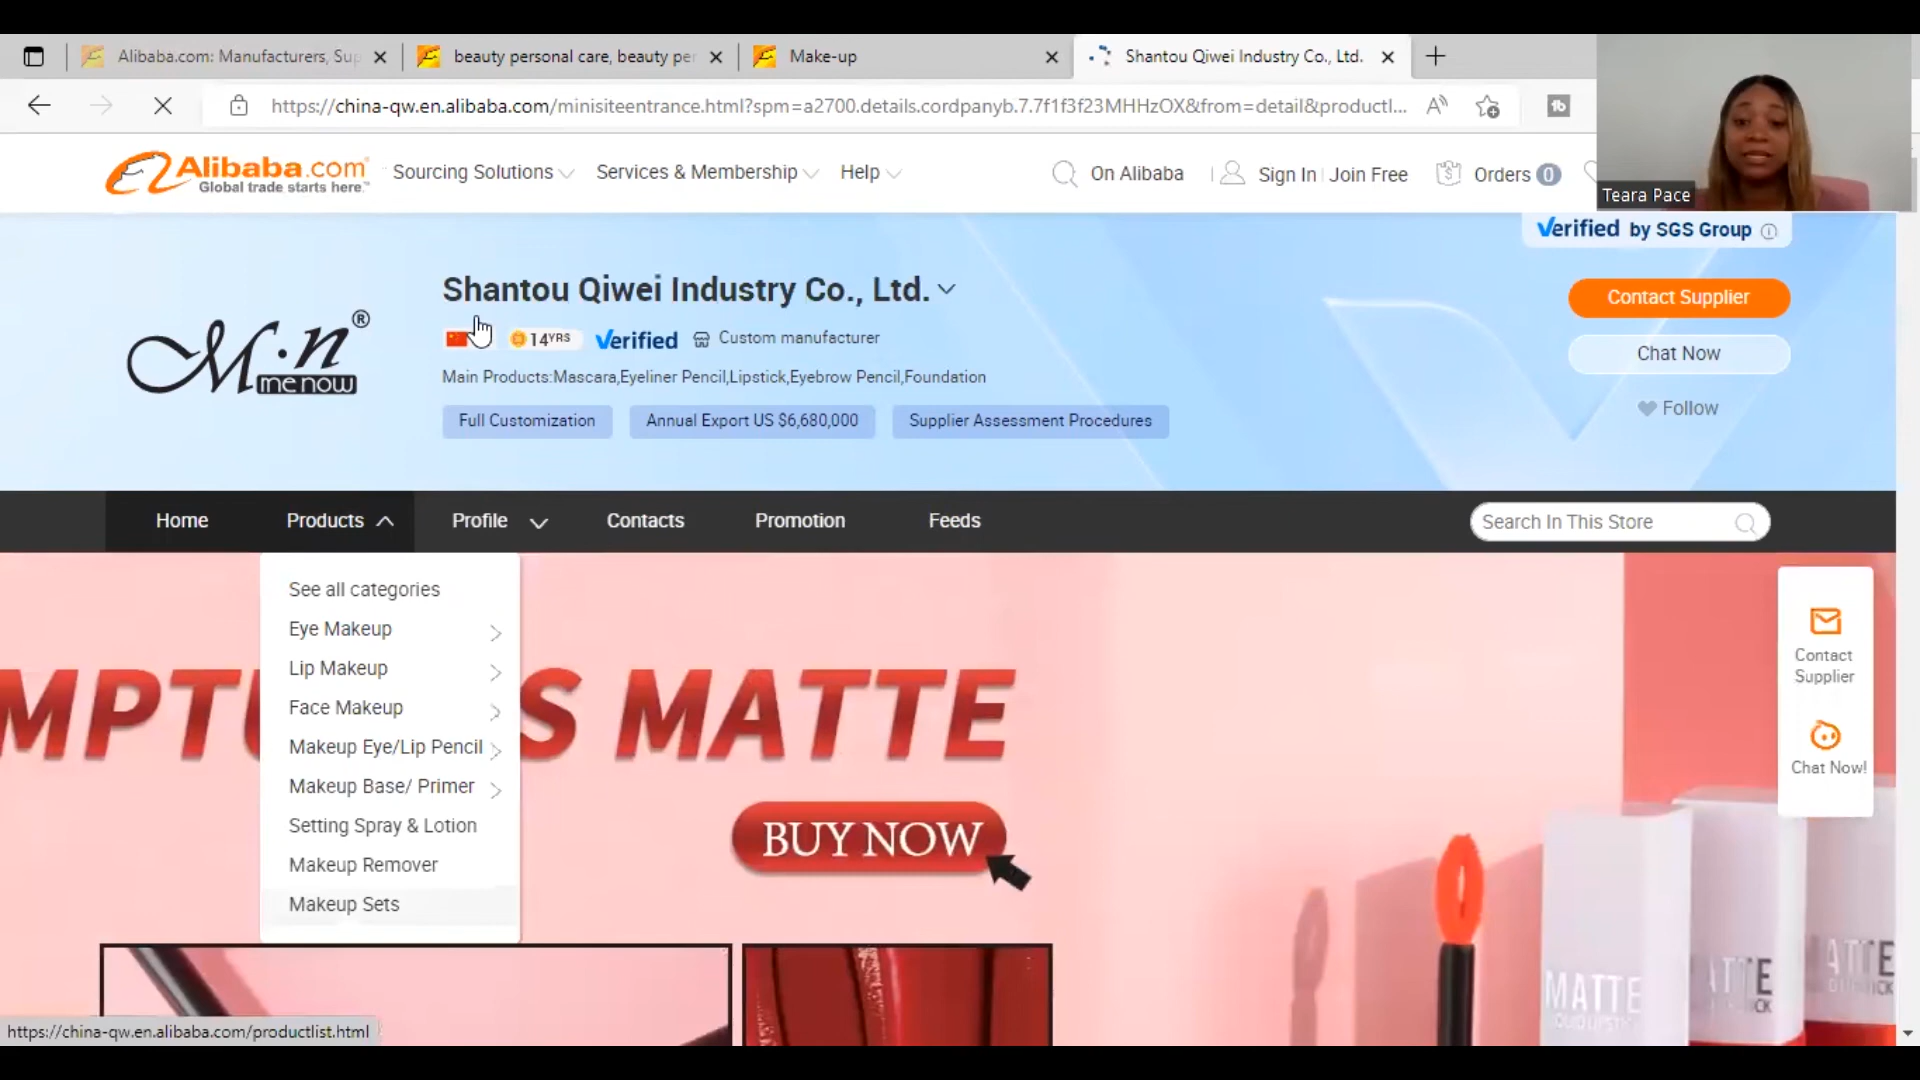 Alibaba.com: Manufacturers, Sup
beauty personal care, beauty per
Make-up
Shantou Qiwei Industry Co., Ltd.
https://china-qw.en.alibaba.com/minisiteentrance.html?spm=a2700.details.cordpanyb.7.7f1f3f23MHHzOX&from=detail&productI...
Alibaba.com
Global trade starts here.™
Sourcing Solutions
Services & Membership
Help
On Alibaba
Sign In | Join Free
Orders 0
Teara Pace
Verified by SGS Group
Shantou Qiwei Industry Co., Ltd.
M·n®
me now
14YRS
Verified
Custom manufacturer
Main Products:Mascara,Eyeliner Pencil,Lipstick,Eyebrow Pencil,Foundation
Full Customization
Annual Export US $6,680,000
Supplier Assessment Procedures
Contact Supplier
Chat Now
Follow
Home
Products
Profile
Contacts
Promotion
Feeds
Search In This Store
See all categories
Eye Makeup
Lip Makeup
Face Makeup
Makeup Eye/Lip Pencil
Makeup Base/ Primer
Setting Spray & Lotion
Makeup Remover
Makeup Sets
MPTU S MATTE
BUY NOW
Contact
Supplier
Chat Now!
MATTE
ATTE
ATTE
https://china-qw.en.alibaba.com/productlist.html